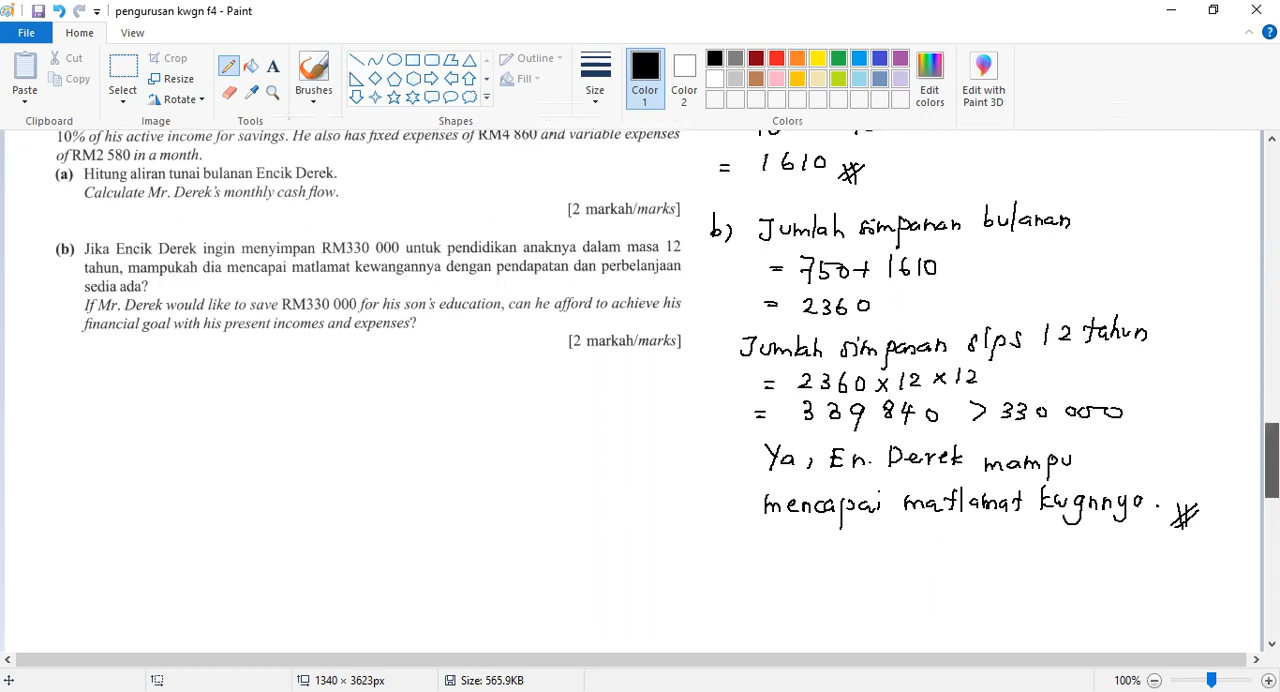 pengurusan kwgn f4 - Paint
File
Home
View
Paste
Cut
Copy
Clipboard
Select
Crop
Resize
Rotate
Image
A
Tools
Brushes
Outline
Fill
Shapes
Size
Color 1
Color 2
Edit colors
Colors
Edit with Paint 3D
10% of his active income for savings. He also has fixed expenses of RM4 860 and variable expenses
of RM2 580 in a month.
(a) Hitung aliran tunai bulanan Encik Derek.
Calculate Mr. Derek's monthly cash flow.
[2 markah/marks]
(b) Jika Encik Derek ingin menyimpan RM330 000 untuk pendidikan anaknya dalam masa 12
tahun, mampukah dia mencapai matlamat kewangannya dengan pendapatan dan perbelanjaan
sedia ada?
If Mr. Derek would like to save RM330 000 for his son's education, can he afford to achieve his
financial goal with his present incomes and expenses?
[2 markah/marks]
= 1610
b) Jumlah simpanan bulanan
= 750 + 1610
= 2360
Jumlah simpanan slps 12 tahun
= 2360 × 12 × 12
= 339 840 > 330 000
Ya, En. Derek mampu
mencapai matlamat kwgnnya.
1340 × 3623px
Size: 565.9KB
100%